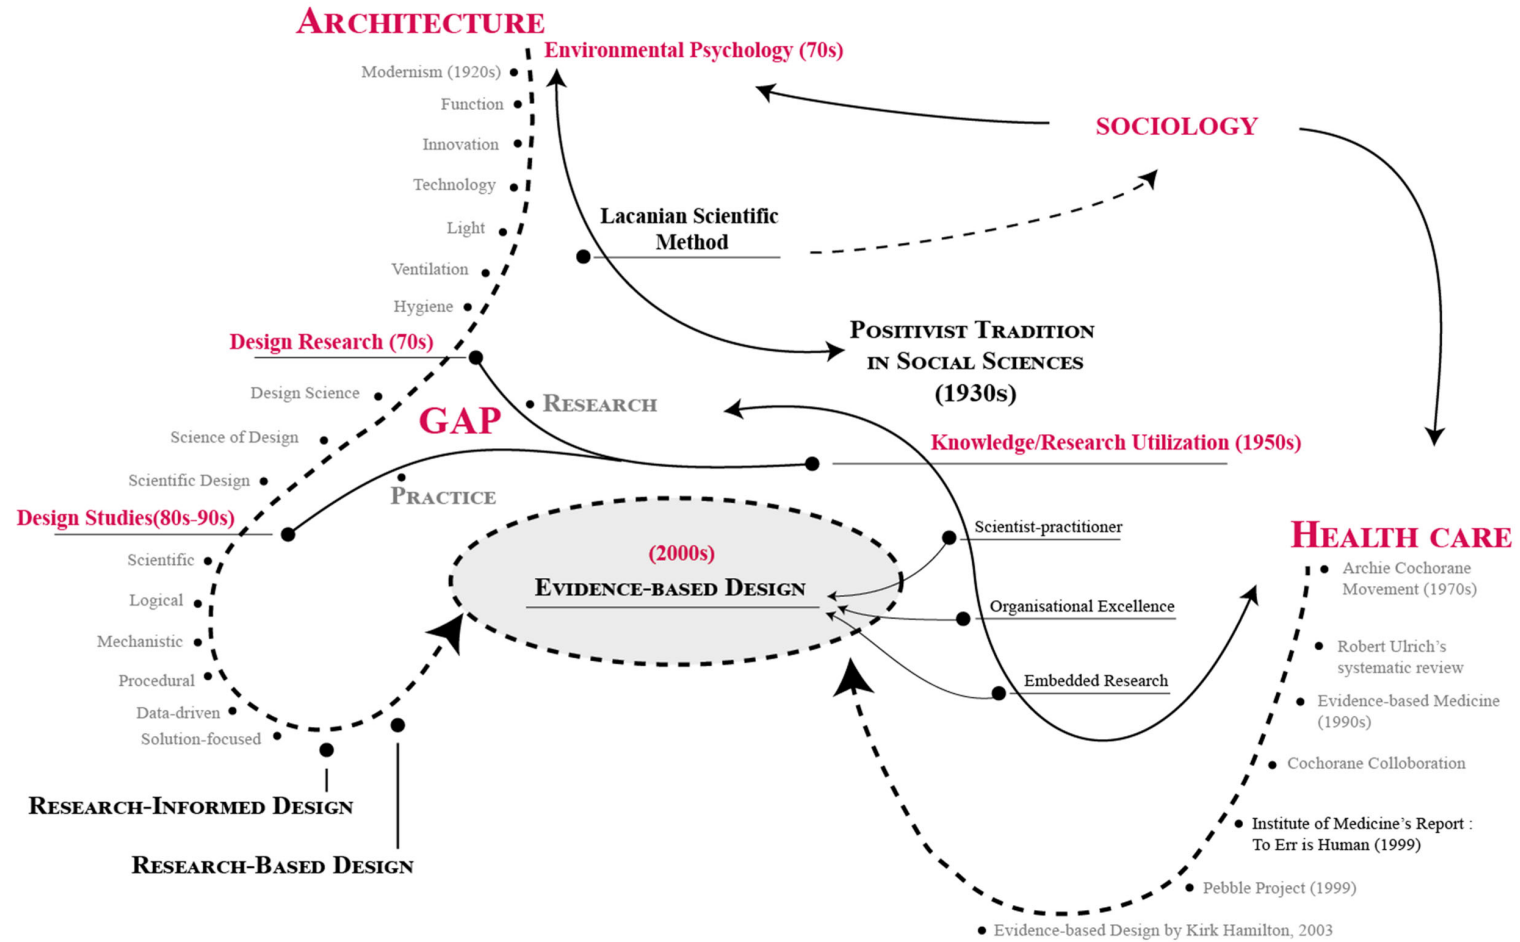 ARCHITECTURE
Environmental Psychology (70s)
Modernism (1920s)
Function
Innovation
Technology
Light
Ventilation
Hygiene
SOCIOLOGY
Lacanian Scientific
Method
POSITIVIST TRADITION
IN SOCIAL SCIENCES
(1930s)
Design Research (70s)
Design Science
Science of Design
Scientific Design
GAP
RESEARCH
PRACTICE
Knowledge/Research Utilization (1950s)
Design Studies(80s-90s)
Scientific
Logical
Mechanistic
Procedural
Data-driven
Solution-focused
(2000s)
EVIDENCE-BASED DESIGN
Scientist-practitioner
Organisational Excellence
Embedded Research
RESEARCH-INFORMED DESIGN
RESEARCH-BASED DESIGN
HEALTH CARE
Archie Cochorane
Movement (1970s)
Robert Ulrich's
systematic review
Evidence-based Medicine
(1990s)
Cochorane Colloboration
Institute of Medicine's Report :
To Err is Human (1999)
Pebble Project (1999)
Evidence-based Design by Kirk Hamilton, 2003